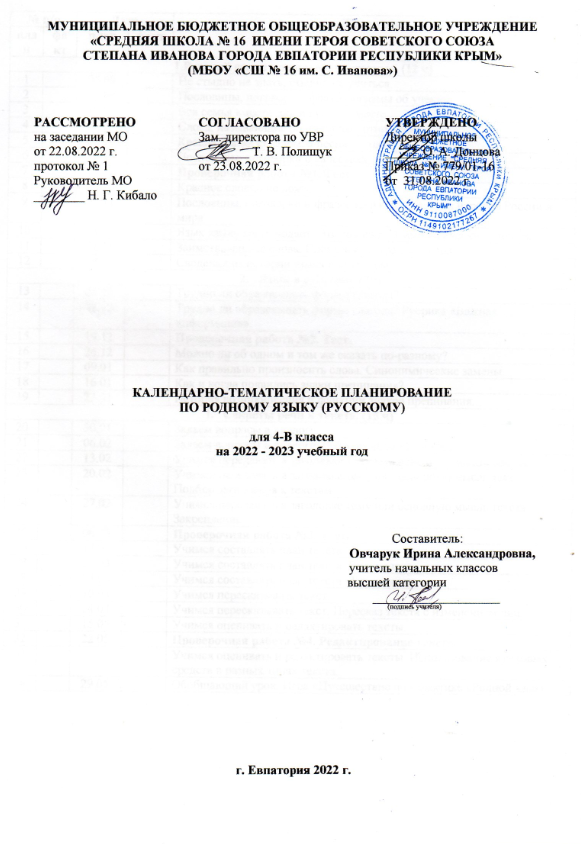 МУНИЦИПАЛЬНОЕ БЮДЖЕТНОЕ ОБЩЕОБРАЗОВАТЕЛЬНОЕ УЧРЕЖДЕНИЕ
«СРЕДНЯЯ ШКОЛА № 16 ИМЕНИ ГЕРОЯ СОВЕТСКОГО СОЮЗА
СТЕПАНА ИВАНОВА ГОРОДА ЕВПАТОРИИ РЕСПУБЛИКИ КРЫМ»
(МБОУ «СШ № 16 им. С. Иванова»)
РАССМОТРЕНО
на заседании МО
от 22.08.2022 г.
протокол № 1
Руководитель МО
Н. Г. Кибало
СОГЛАСОВАНО
Зам. директора по УВР
Т. В. Полищук
от 23.08.2022 г.
УТВЕРЖДЕНО
Директор школы
О. А. Донцова
Приказ № 779/01-16
от 31.08.2022 г.
ГОРОДА ЕВПАТОРИИ
РЕСПУБЛИКИ
КРЫМ"
КАЛЕНДАРНО-ТЕМАТИЧЕСКОЕ ПЛАНИРОВАНИЕ
ПО РОДНОМУ ЯЗЫКУ (РУССКОМУ)
для 4-В класса
на 2022 - 2023 учебный год
Составитель:
Овчарук Ирина Александровна,
учитель начальных классов
высшей категории
(подпись учителя)
г. Евпатория 2022 г.